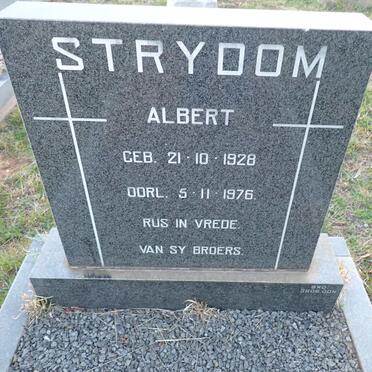 STRYDOM
ALBERT
GEB. 21-10-1928
OORL. 5-11-1976.
RUS IN VREDE.
VAN SY BROERS.